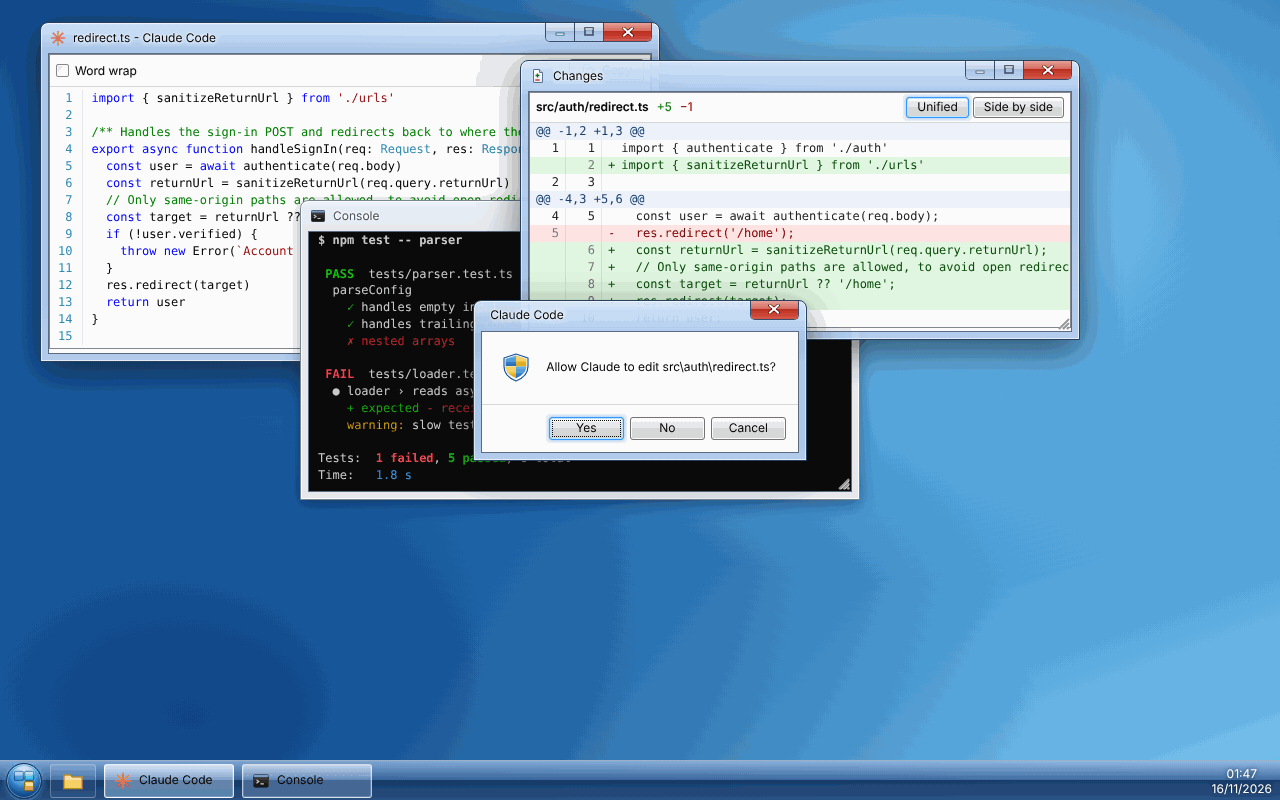 redirect.ts - Claude Code
Word wrap
1 import { sanitizeReturnUrl } from './urls'
2
3 /** Handles the sign-in POST and redirects back to where the
4 export async function handleSignIn(req: Request, res: Respon
5 const user = await authenticate(req.body)
6 const returnUrl = sanitizeReturnUrl(req.query.returnUrl)
7 // Only same-origin paths are allowed, to avoid open redi
8 const target = returnUrl ??
9 if (!user.verified) {
10 throw new Error(`Account
11 }
12 res.redirect(target)
13 return user
14 }
15
Changes
src/auth/redirect.ts +5 −1
Unified
Side by side
@@ -1,2 +1,3 @@
1 1 import { authenticate } from './auth'
2 + import { sanitizeReturnUrl } from './urls'
2 3
@@ -4,3 +5,6 @@
4 5 const user = await authenticate(req.body);
5 - res.redirect('/home');
6 + const returnUrl = sanitizeReturnUrl(req.query.returnUrl);
7 + // Only same-origin paths are allowed, to avoid open redirec
8 + const target = returnUrl ?? '/home';
9 + res.redirect(target);
Console
$ npm test -- parser
PASS tests/parser.test.ts
parseConfig
✓ handles empty in
✓ handles trailing
✗ nested arrays
FAIL tests/loader.te
● loader › reads asy
+ expected - rece
warning: slow test
Tests: 1 failed, 5 pa
Time: 1.8 s
Claude Code
Allow Claude to edit src\auth\redirect.ts?
Yes
No
Cancel
Claude Code
Console
01:47
16/11/2026